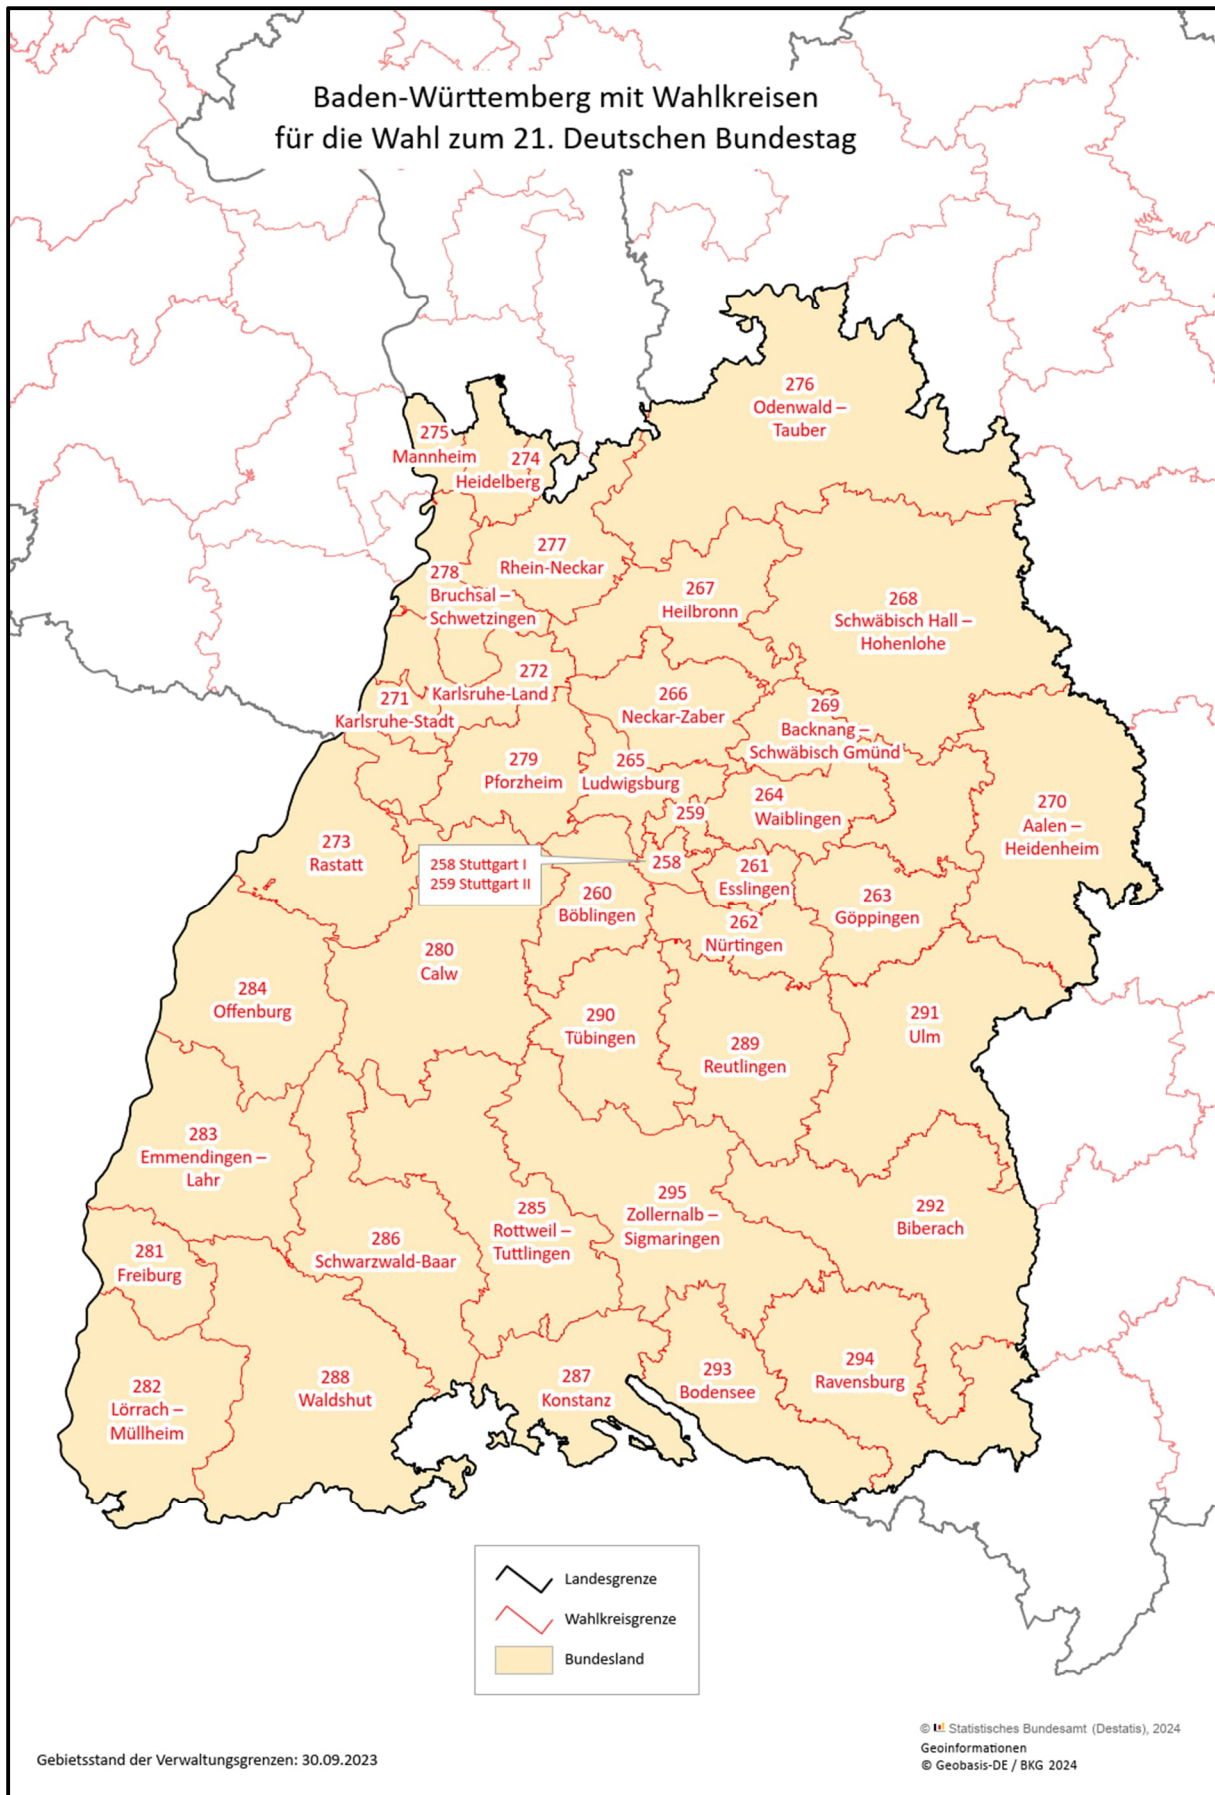 Baden-Württemberg mit Wahlkreisen
für die Wahl zum 21. Deutschen Bundestag
276
Odenwald –
Tauber
275
Mannheim
274
Heidelberg
277
Rhein-Neckar
278
Bruchsal –
Schwetzingen
267
Heilbronn
268
Schwäbisch Hall –
Hohenlohe
272
Karlsruhe-Land
271
Karlsruhe-Stadt
266
Neckar-Zaber
269
Backnang –
Schwäbisch Gmünd
279
Pforzheim
265
Ludwigsburg
264
Waiblingen
259
270
Aalen –
Heidenheim
273
Rastatt
258 Stuttgart I
259 Stuttgart II
258
261
Esslingen
260
Böblingen
263
Göppingen
262
Nürtingen
280
Calw
284
Offenburg
290
Tübingen
289
Reutlingen
291
Ulm
283
Emmendingen –
Lahr
295
Zollernalb –
Sigmaringen
285
Rottweil –
Tuttlingen
292
Biberach
286
Schwarzwald-Baar
281
Freiburg
282
Lörrach –
Müllheim
288
Waldshut
287
Konstanz
293
Bodensee
294
Ravensburg
Landesgrenze
Wahlkreisgrenze
Bundesland
Gebietsstand der Verwaltungsgrenzen: 30.09.2023
© Statistisches Bundesamt (Destatis), 2024
Geoinformationen
© Geobasis-DE / BKG 2024